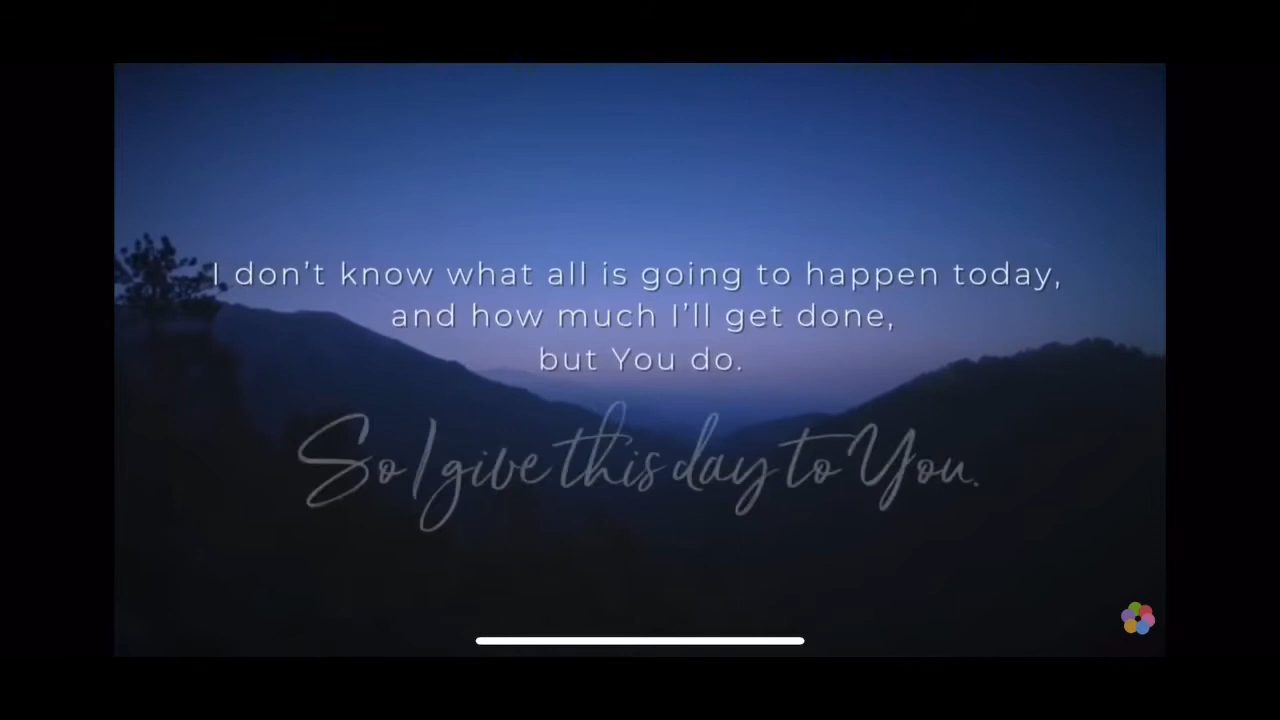 I don’t know what all is going to happen today,
and how much I’ll get done,
but You do.
So I give this day to You.